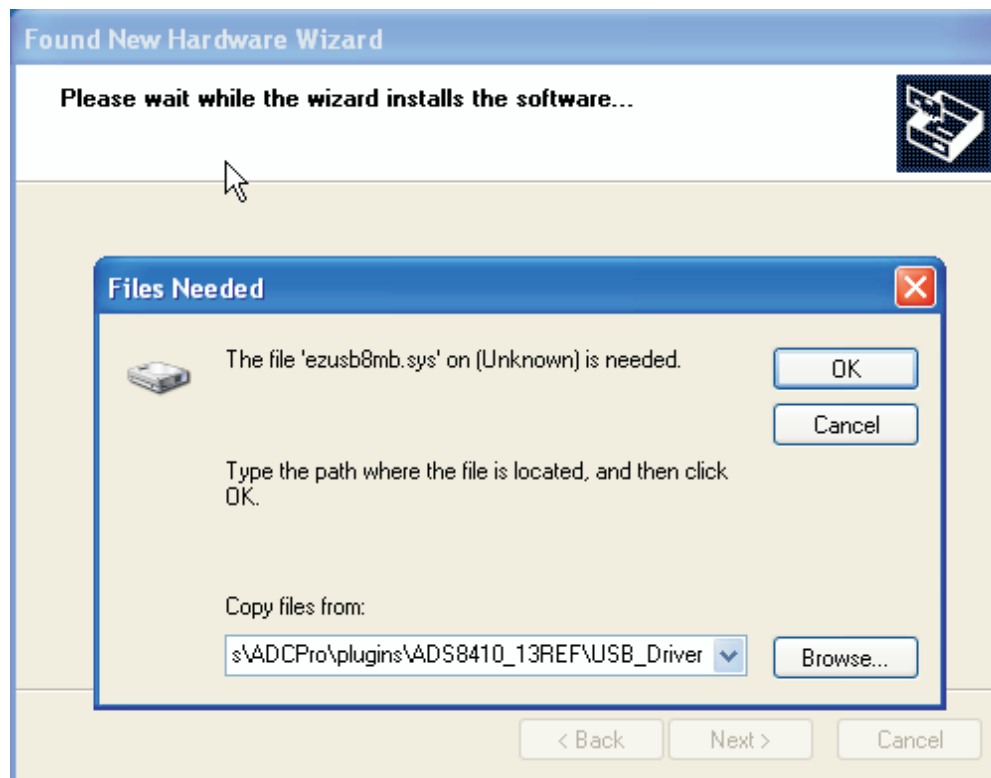 Found New Hardware Wizard
Please wait while the wizard installs the software...
Files Needed
The file 'ezusb8mb.sys' on (Unknown) is needed.
OK
Cancel
Type the path where the file is located, and then click
OK.
Copy files from:
s\ADCPro\plugins\ADS8410_13REF\USB_Driver
Browse...
< Back
Next >
Cancel